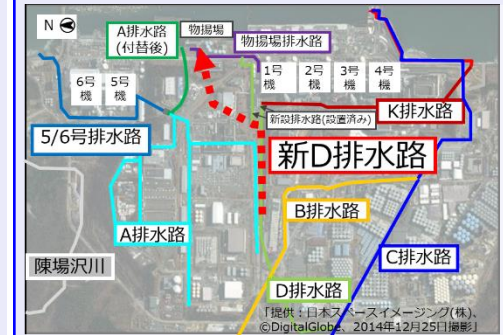 N
A排水路
(付替後)
物揚場
物揚場排水路
6号機
5号機
1号機
2号機
3号機
4号機
K排水路
新設排水路(設置済み)
5/6号排水路
新D排水路
B排水路
A排水路
C排水路
陳場沢川
D排水路
「提供:日本スペースイメージング(株)、
©DigitalGlobe、2014年12月25日撮影」